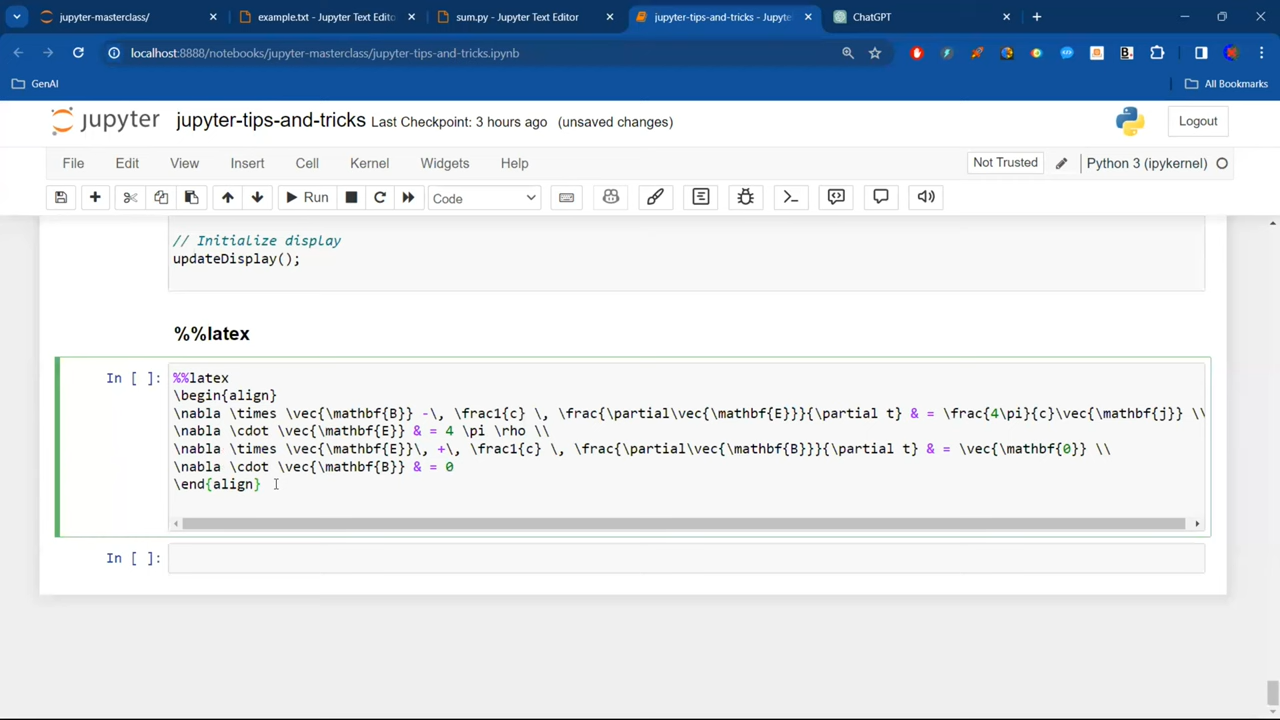 jupyter-masterclass/
example.txt - Jupyter Text Edito
sum.py - Jupyter Text Editor
jupyter-tips-and-tricks - Jupyte
ChatGPT
localhost:8888/notebooks/jupyter-masterclass/jupyter-tips-and-tricks.ipynb
GenAI
All Bookmarks
jupyter
jupyter-tips-and-tricks Last Checkpoint: 3 hours ago (unsaved changes)
Logout
File Edit View Insert Cell Kernel Widgets Help
Not Trusted
Python 3 (ipykernel)
Run
Code
// Initialize display
updateDisplay();
%%latex
In [ ]:
%%latex
\begin{align}
\nabla \times \vec{\mathbf{B}} -\, \frac1{c} \, \frac{\partial\vec{\mathbf{E}}}{\partial t} & = \frac{4\pi}{c}\vec{\mathbf{j}} \\
\nabla \cdot \vec{\mathbf{E}} & = 4 \pi \rho \\
\nabla \times \vec{\mathbf{E}}\, +\, \frac1{c} \, \frac{\partial\vec{\mathbf{B}}}{\partial t} & = \vec{\mathbf{0}} \\
\nabla \cdot \vec{\mathbf{B}} & = 0
\end{align}
In [ ]: